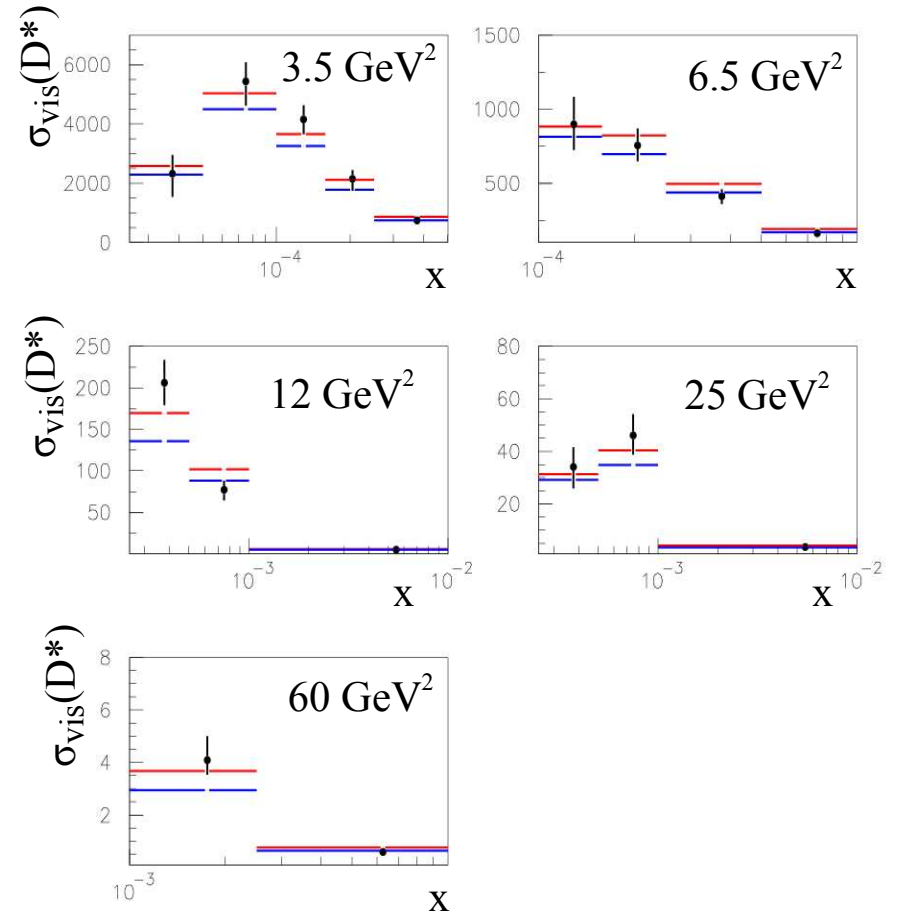 σvis(D*)
6000
4000
2000
0
3.5 GeV²
10⁻⁴
x
1500
1000
500
6.5 GeV²
10⁻⁴
x
σvis(D*)
250
200
150
100
50
12 GeV²
10⁻³
10⁻²
x
80
60
40
20
25 GeV²
10⁻³
10⁻²
x
σvis(D*)
8
6
4
2
60 GeV²
10⁻³
x